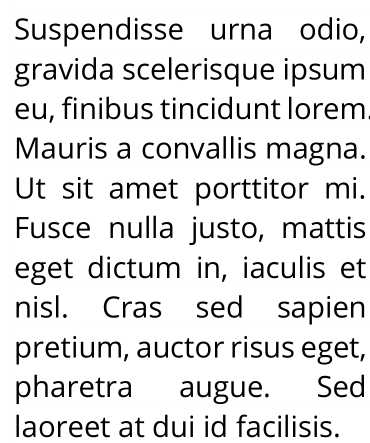 Suspendisse urna odio,
gravida scelerisque ipsum
eu, finibus tincidunt lorem.
Mauris a convallis magna.
Ut sit amet porttitor mi.
Fusce nulla justo, mattis
eget dictum in, iaculis et
nisl. Cras sed sapien
pretium, auctor risus eget,
pharetra augue. Sed
laoreet at dui id facilisis.